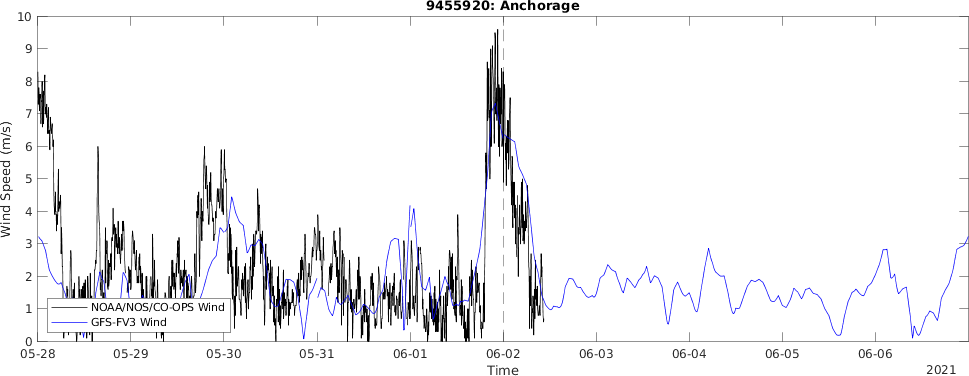 9455920: Anchorage
Wind Speed (m/s)
10
9
8
7
6
5
4
3
2
1
0
NOAA/NOS/CO-OPS Wind
GFS-FV3 Wind
05-28 05-29 05-30 05-31 06-01 06-02 06-03 06-04 06-05 06-06
Time
2021